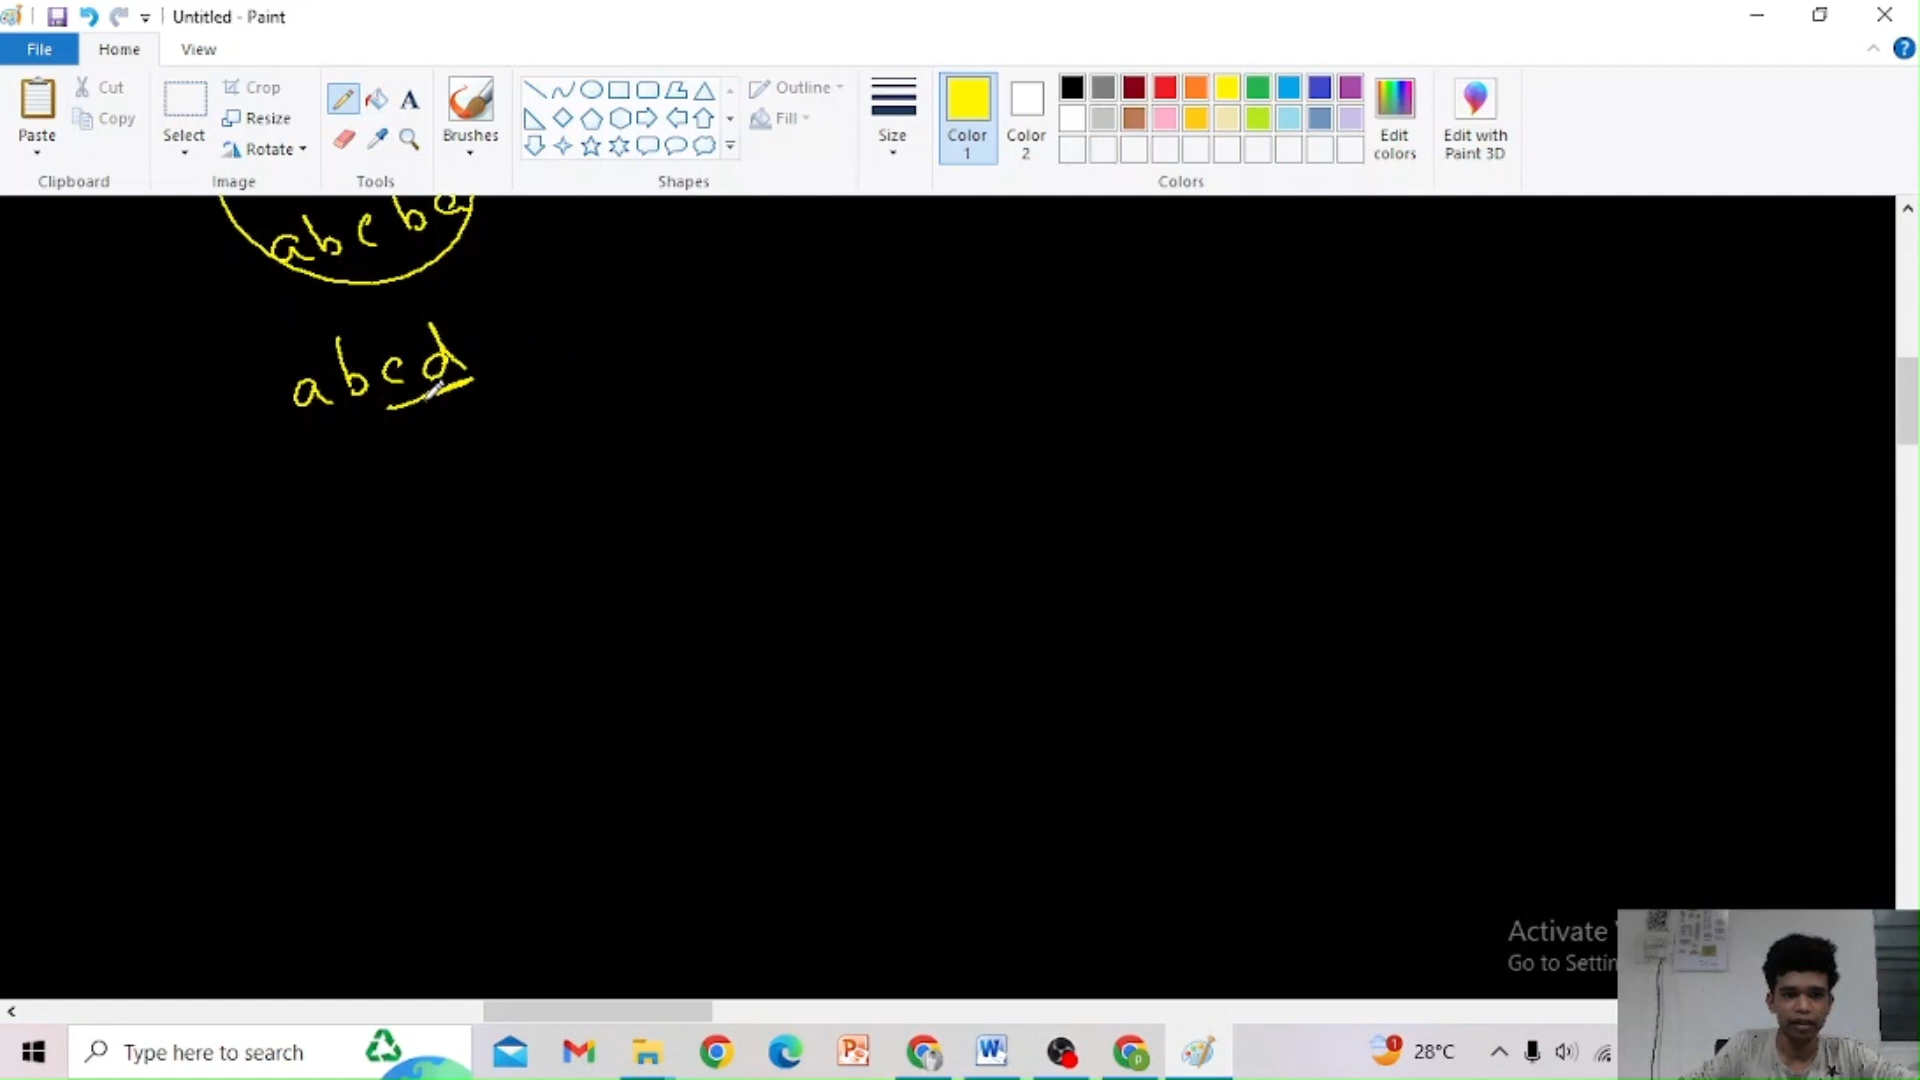 Untitled - Paint
File Home View
Paste
Cut
Copy
Clipboard
Select
Crop
Resize
Rotate
Image
A
Tools
Brushes
Shapes
Outline
Fill
Size
Color 1
Color 2
Edit colors
Edit with Paint 3D
Colors
abcba
abcd
Activate
Go to Settin
Type here to search
1 28°C